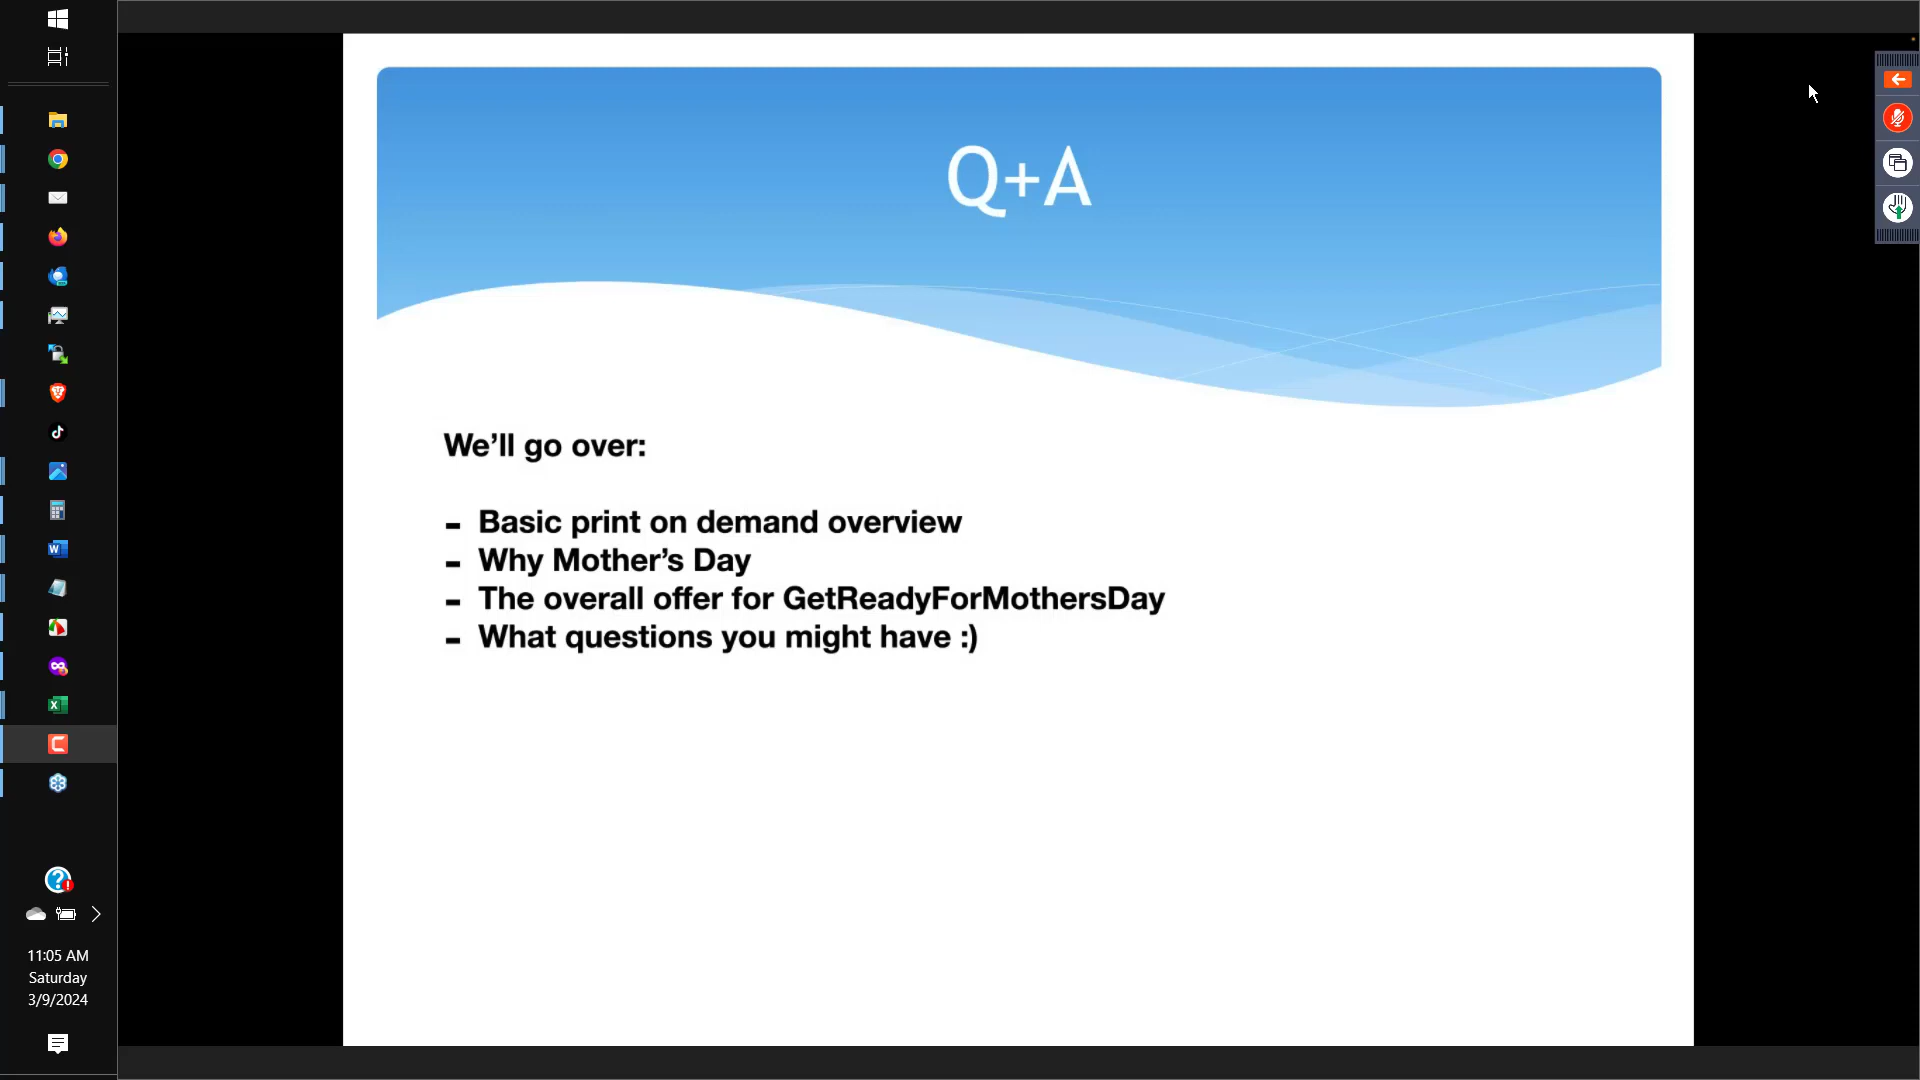 Q+A
We’ll go over:
- Basic print on demand overview
- Why Mother’s Day
- The overall offer for GetReadyForMothersDay
- What questions you might have :)
11:05 AM
Saturday
3/9/2024